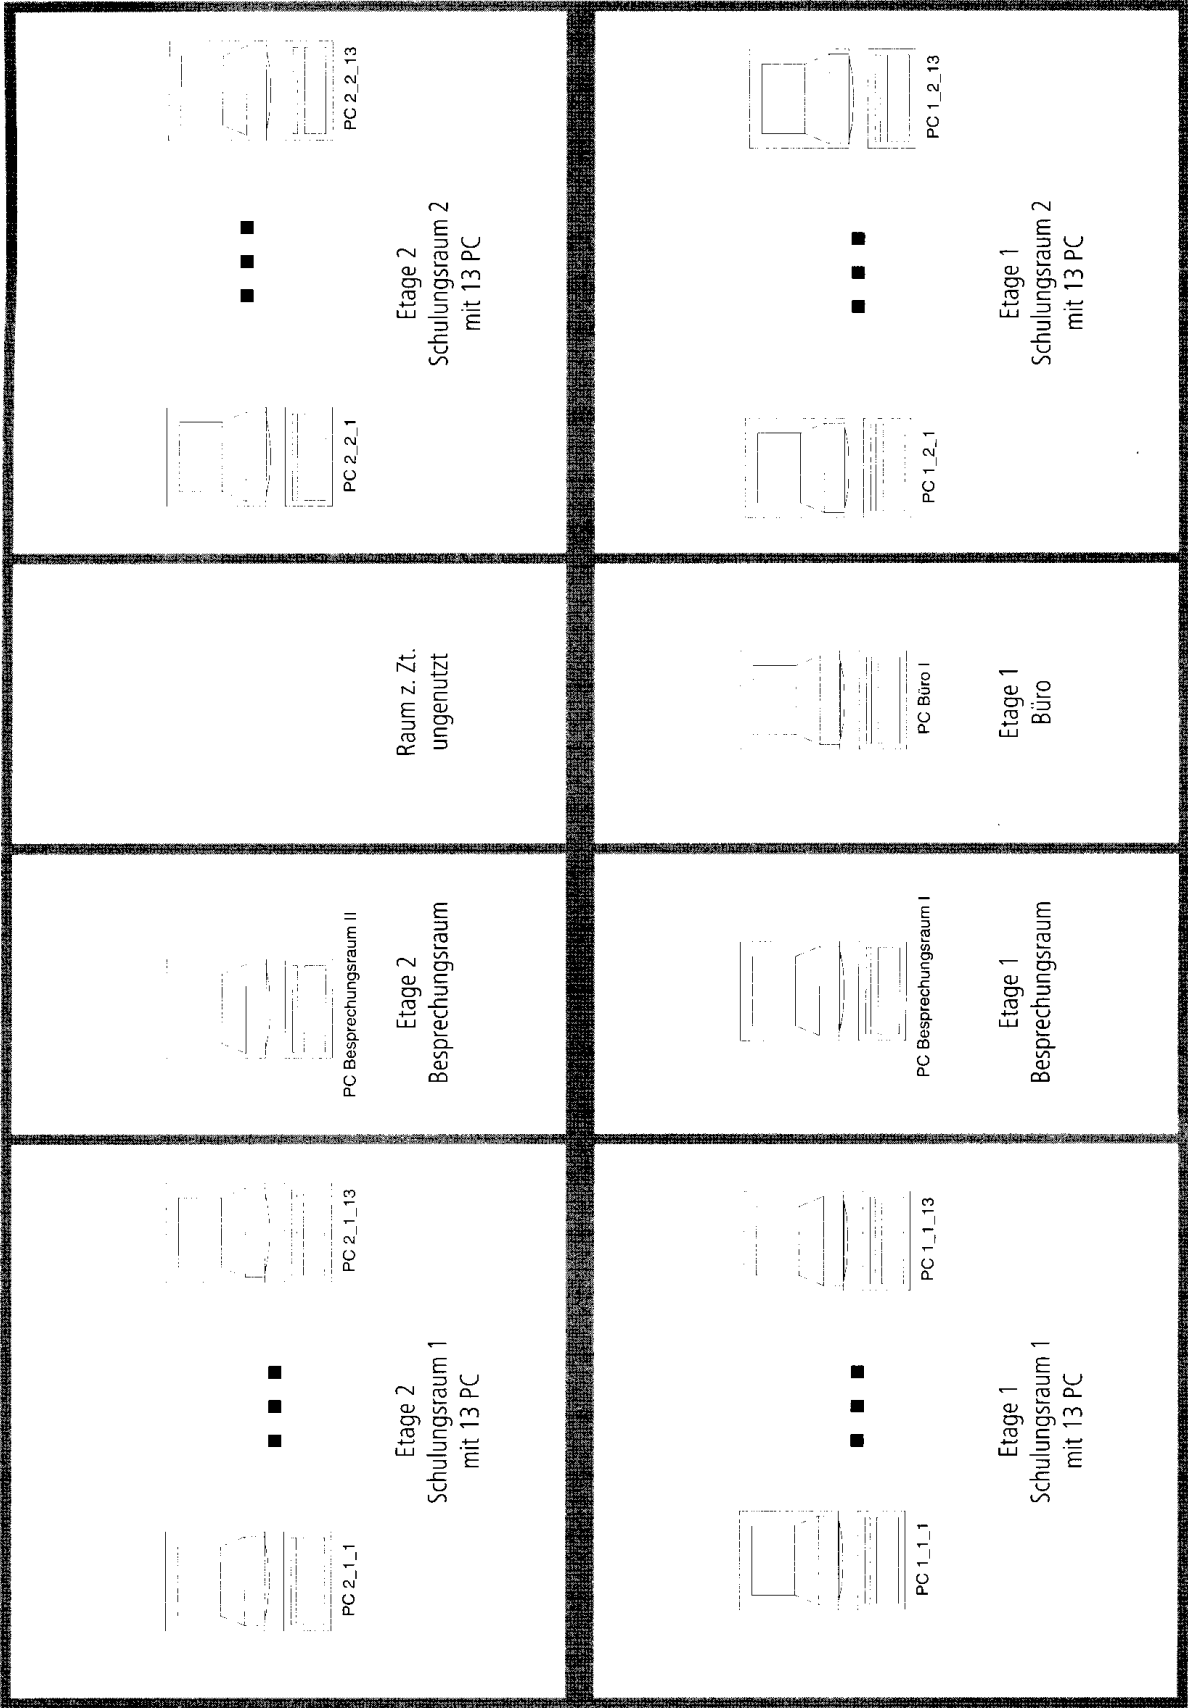 PC 2_1_1
PC 2_1_13
Etage 2
Schulungsraum 1
mit 13 PC
PC Besprechungsraum II
Etage 2
Besprechungsraum
Raum z. Zt.
ungenutzt
PC 2_2_1
PC 2_2_13
Etage 2
Schulungsraum 2
mit 13 PC
PC 1_1_1
PC 1_1_13
Etage 1
Schulungsraum 1
mit 13 PC
PC Besprechungsraum I
Etage 1
Besprechungsraum
PC Büro I
Etage 1
Büro
PC 1_2_1
PC 1_2_13
Etage 1
Schulungsraum 2
mit 13 PC